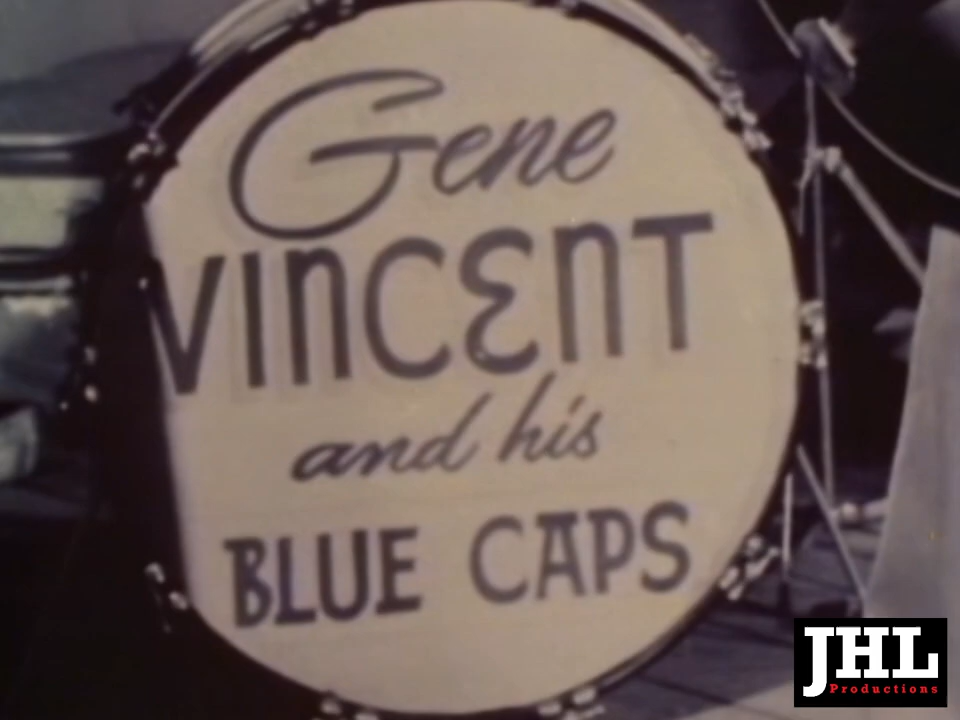 Gene
VINCENT
and his
BLUE CAPS
JHL
Productions